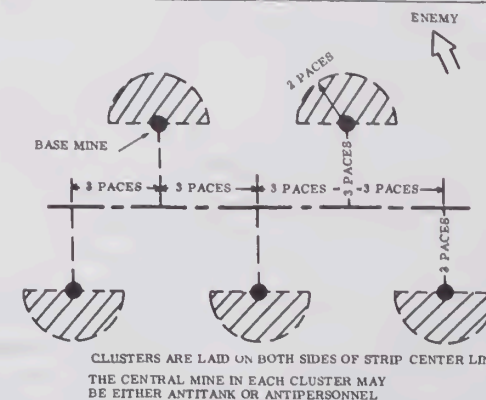 ENEMY
2 PACES
BASE MINE
3 PACES
3 PACES
3 PACES
3 PACES
3 PACES
3 PACES
CLUSTERS ARE LAID ON BOTH SIDES OF STRIP CENTER LIN
THE CENTRAL MINE IN EACH CLUSTER MAY
BE EITHER ANTITANK OR ANTIPERSONNEL